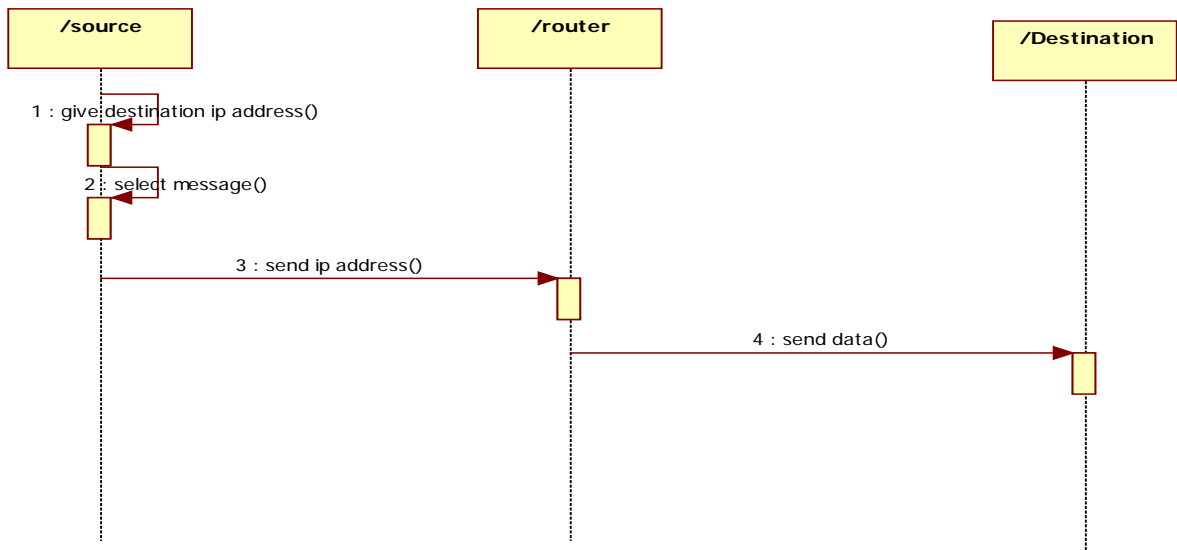 /source
/router
/Destination
1 : give destination ip address()
2 : select message()
3 : send ip address()
4 : send data()